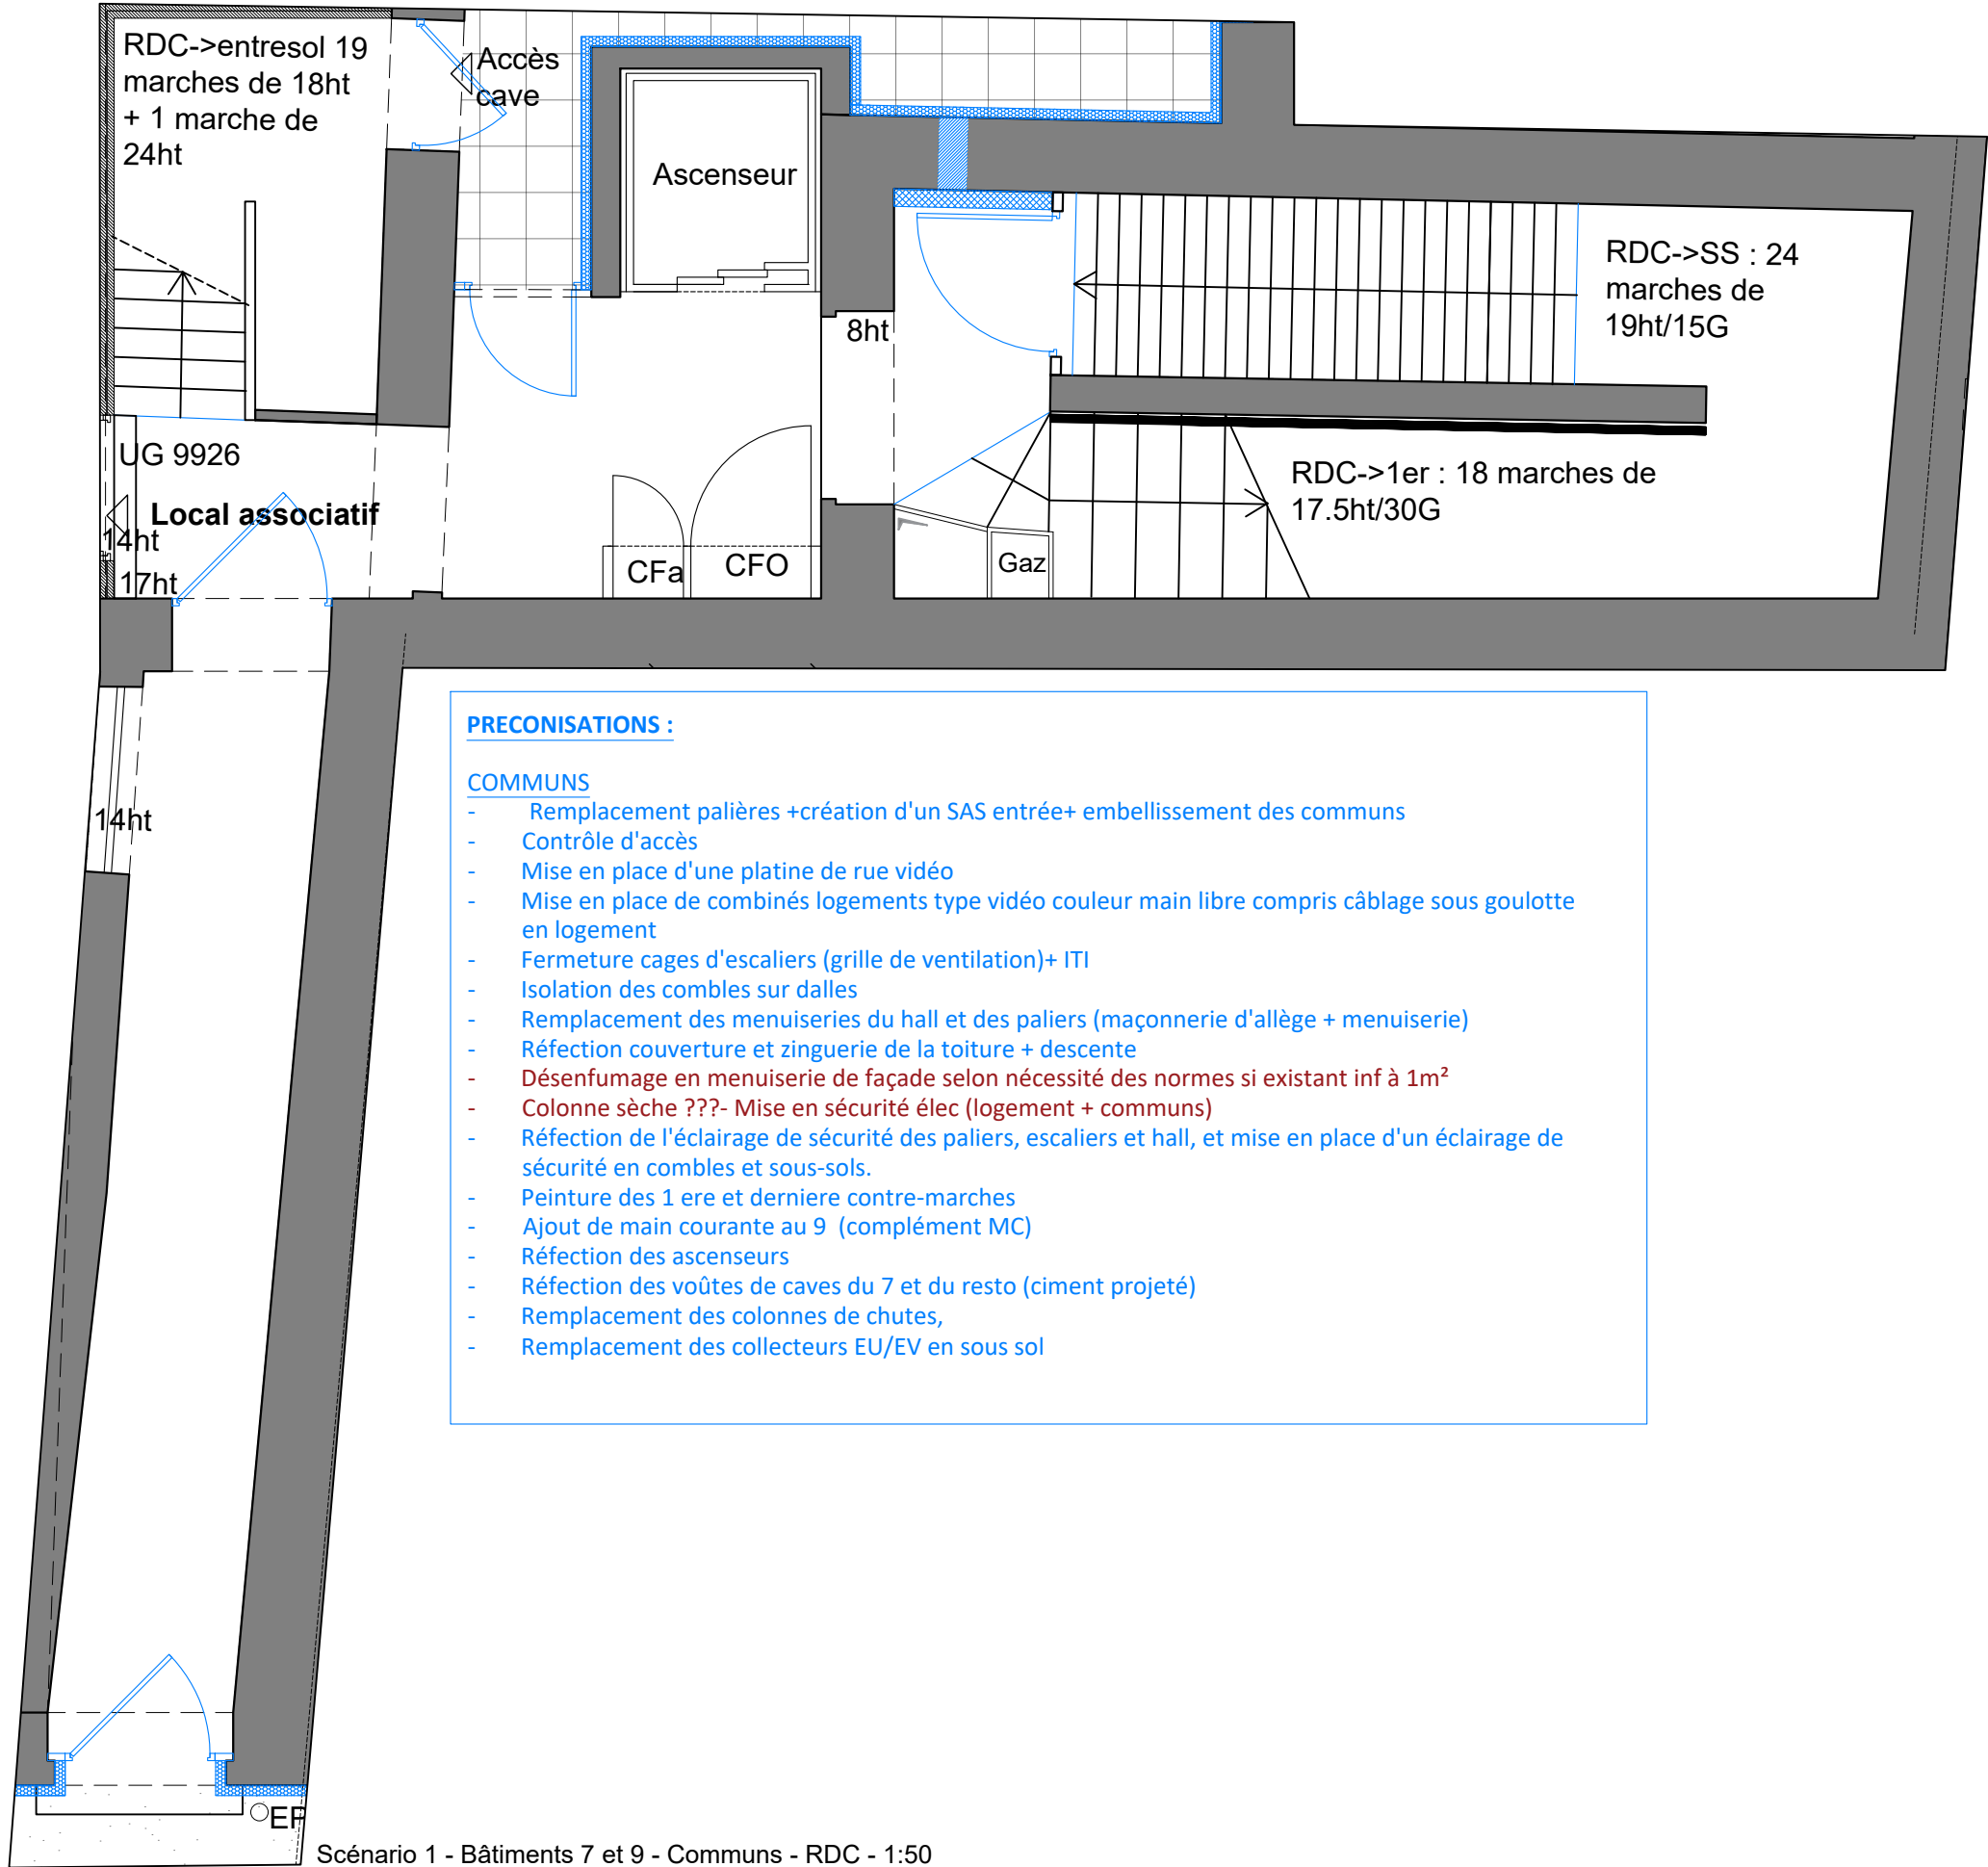 RDC->entresol 19
marches de 18ht
+ 1 marche de
24ht
Accès
cave
Ascenseur
RDC->SS : 24
marches de
19ht/15G
8ht
UG 9926
Local associatif
14ht
17ht
RDC->1er : 18 marches de
17.5ht/30G
CFa
CFO
Gaz
14ht
PRECONISATIONS :
COMMUNS
- Remplacement palières +création d'un SAS entrée+ embellissement des communs
- Contrôle d'accès
- Mise en place d'une platine de rue vidéo
- Mise en place de combinés logements type vidéo couleur main libre compris câblage sous goulotte
en logement
- Fermeture cages d'escaliers (grille de ventilation)+ ITI
- Isolation des combles sur dalles
- Remplacement des menuiseries du hall et des paliers (maçonnerie d'allège + menuiserie)
- Réfection couverture et zinguerie de la toiture + descente
- Désenfumage en menuiserie de façade selon nécessité des normes si existant inf à 1m²
- Colonne sèche ???- Mise en sécurité élec (logement + communs)
- Réfection de l'éclairage de sécurité des paliers, escaliers et hall, et mise en place d'un éclairage de
sécurité en combles et sous-sols.
- Peinture des 1 ere et derniere contre-marches
- Ajout de main courante au 9 (complément MC)
- Réfection des ascenseurs
- Réfection des voûtes de caves du 7 et du resto (ciment projeté)
- Remplacement des colonnes de chutes,
- Remplacement des collecteurs EU/EV en sous sol
EP
Scénario 1 - Bâtiments 7 et 9 - Communs - RDC - 1:50